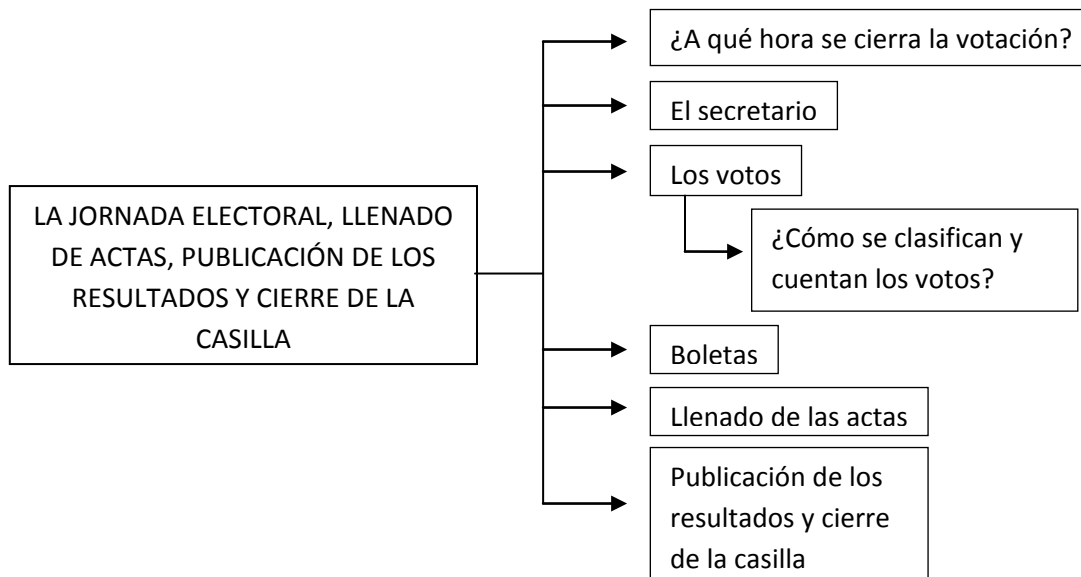 ¿A qué hora se cierra la votación?
El secretario
Los votos
LA JORNADA ELECTORAL, LLENADO
DE ACTAS, PUBLICACIÓN DE LOS
RESULTADOS Y CIERRE DE LA
CASILLA
¿Cómo se clasifican y
cuentan los votos?
Boletas
Llenado de las actas
Publicación de los
resultados y cierre
de la casilla